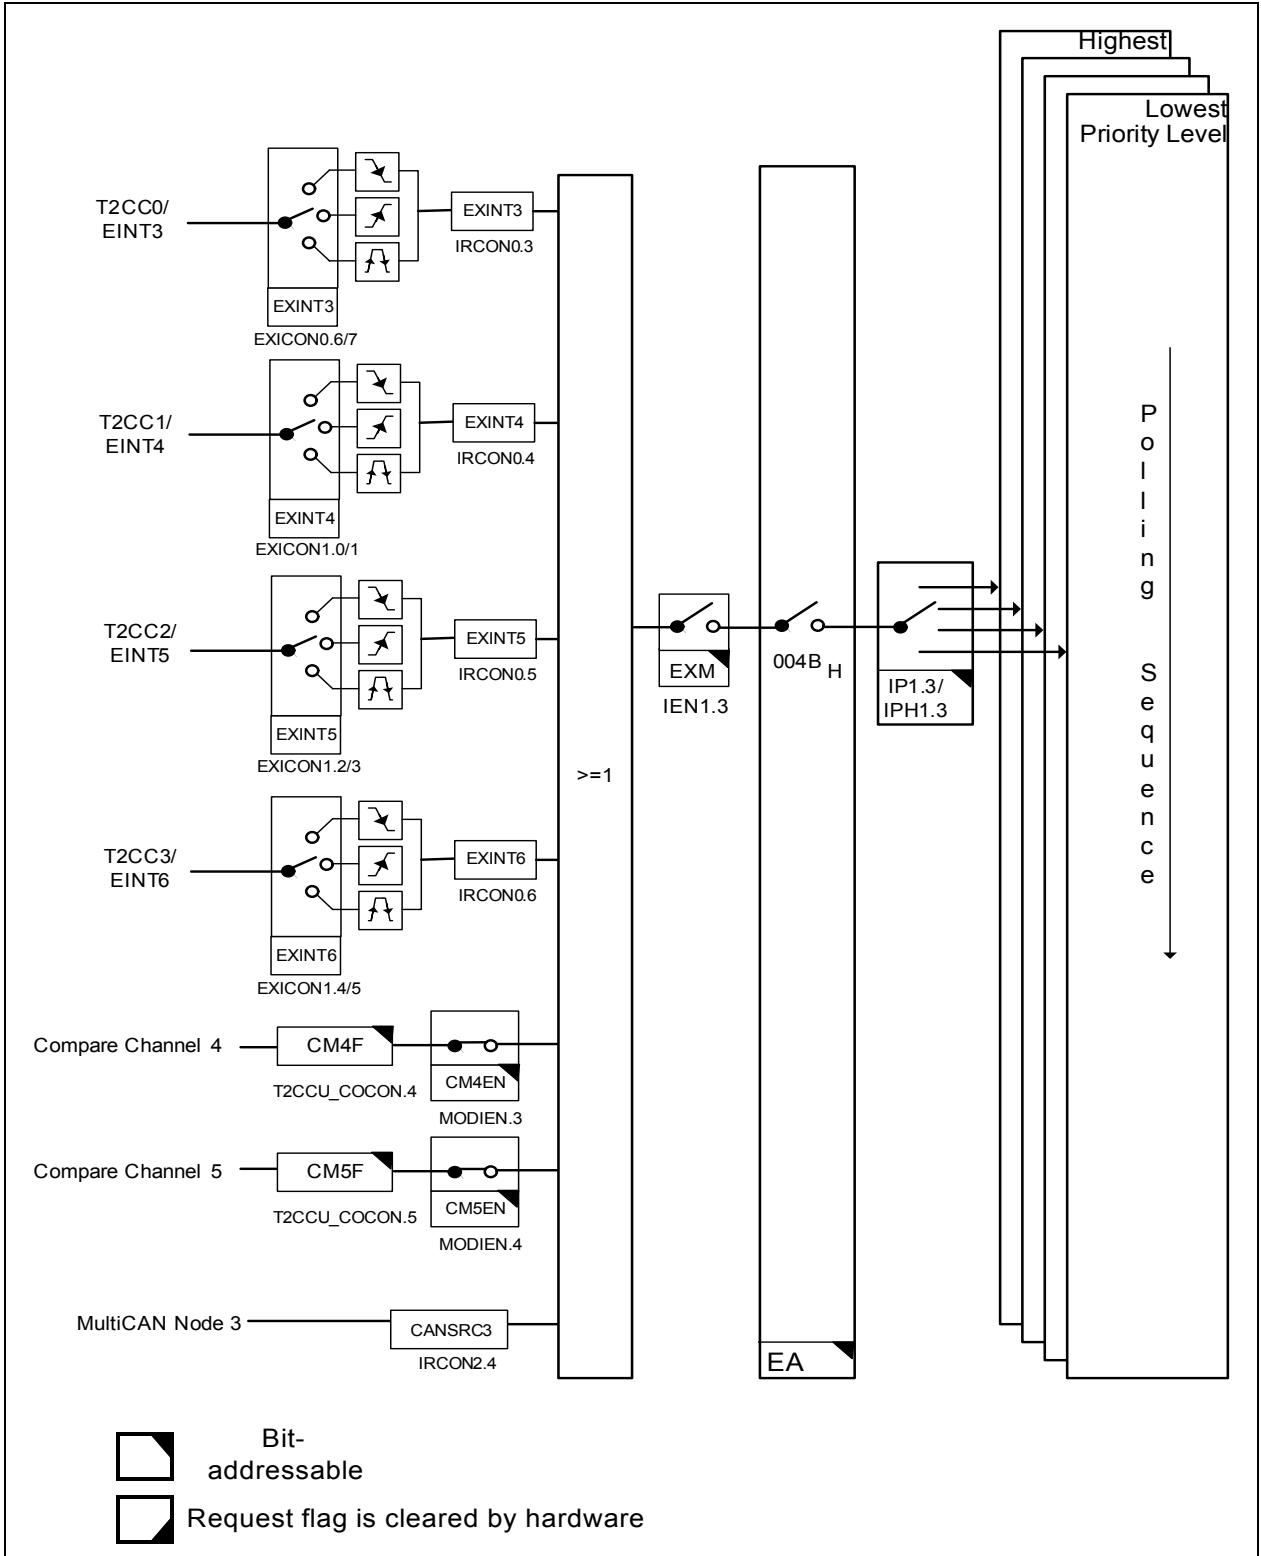 Highest
Lowest
Priority Level
T2CC0/
EINT3
EXINT3
IRCON0.3
EXINT3
EXICON0.6/7
T2CC1/
EINT4
EXINT4
IRCON0.4
EXINT4
EXICON1.0/1
T2CC2/
EINT5
EXINT5
IRCON0.5
EXINT5
EXICON1.2/3
T2CC3/
EINT6
EXINT6
IRCON0.6
EXINT6
EXICON1.4/5
Compare Channel 4
CM4F
T2CCU_COCON.4
CM4EN
MODIEN.3
Compare Channel 5
CM5F
T2CCU_COCON.5
CM5EN
MODIEN.4
MultiCAN Node 3
CANSRC3
IRCON2.4
>=1
EXM
IEN1.3
004B H
EA
IP1.3/
IPH1.3
Polling Sequence
Bit-
addressable
Request flag is cleared by hardware